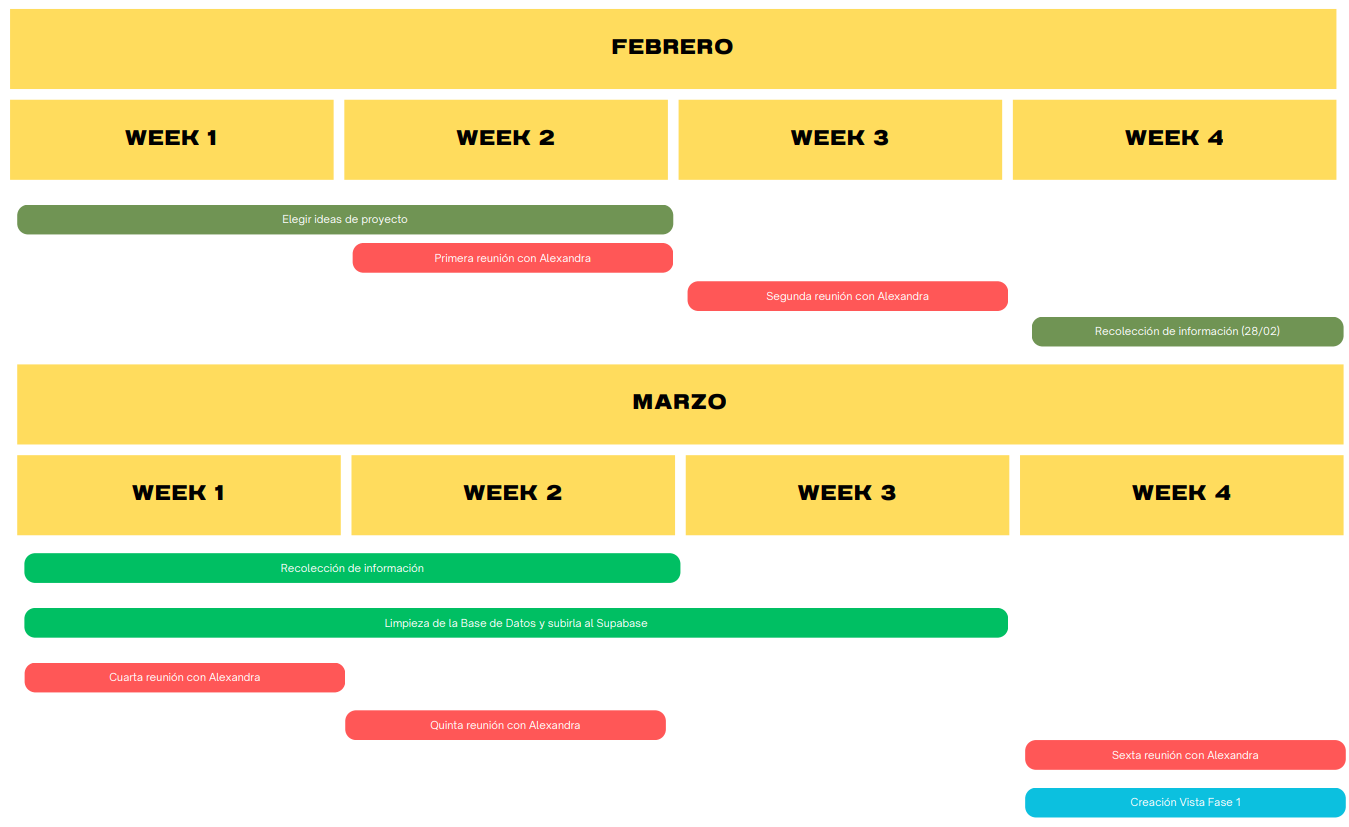 FEBRERO
WEEK 1
WEEK 2
WEEK 3
WEEK 4
Elegir ideas de proyecto
Primera reunión con Alexandra
Segunda reunión con Alexandra
Recolección de información (28/02)
MARZO
WEEK 1
WEEK 2
WEEK 3
WEEK 4
Recolección de información
Limpieza de la Base de Datos y subirla al Supabase
Cuarta reunión con Alexandra
Quinta reunión con Alexandra
Sexta reunión con Alexandra
Creación Vista Fase 1